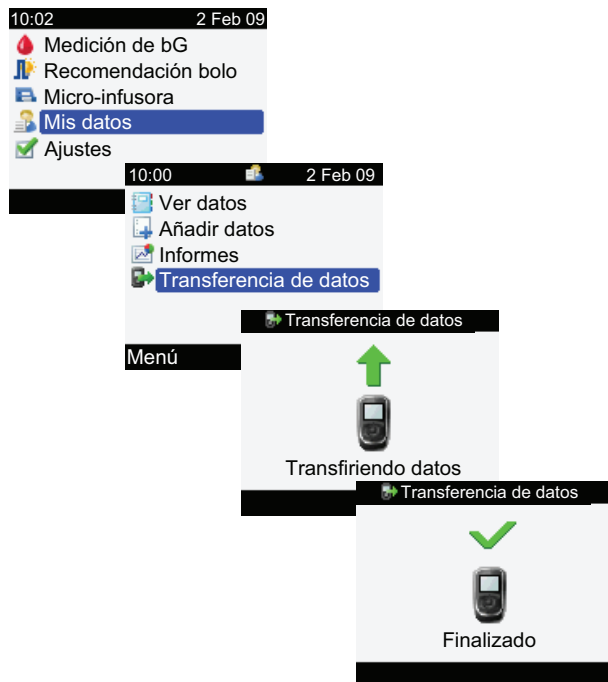 10:02 2 Feb 09
Medición de bG
Recomendación bolo
Micro-infusora
Mis datos
Ajustes
10:00 2 Feb 09
Ver datos
Añadir datos
Informes
Transferencia de datos
Menú
Transferencia de datos
Transfiriendo datos
Transferencia de datos
Finalizado